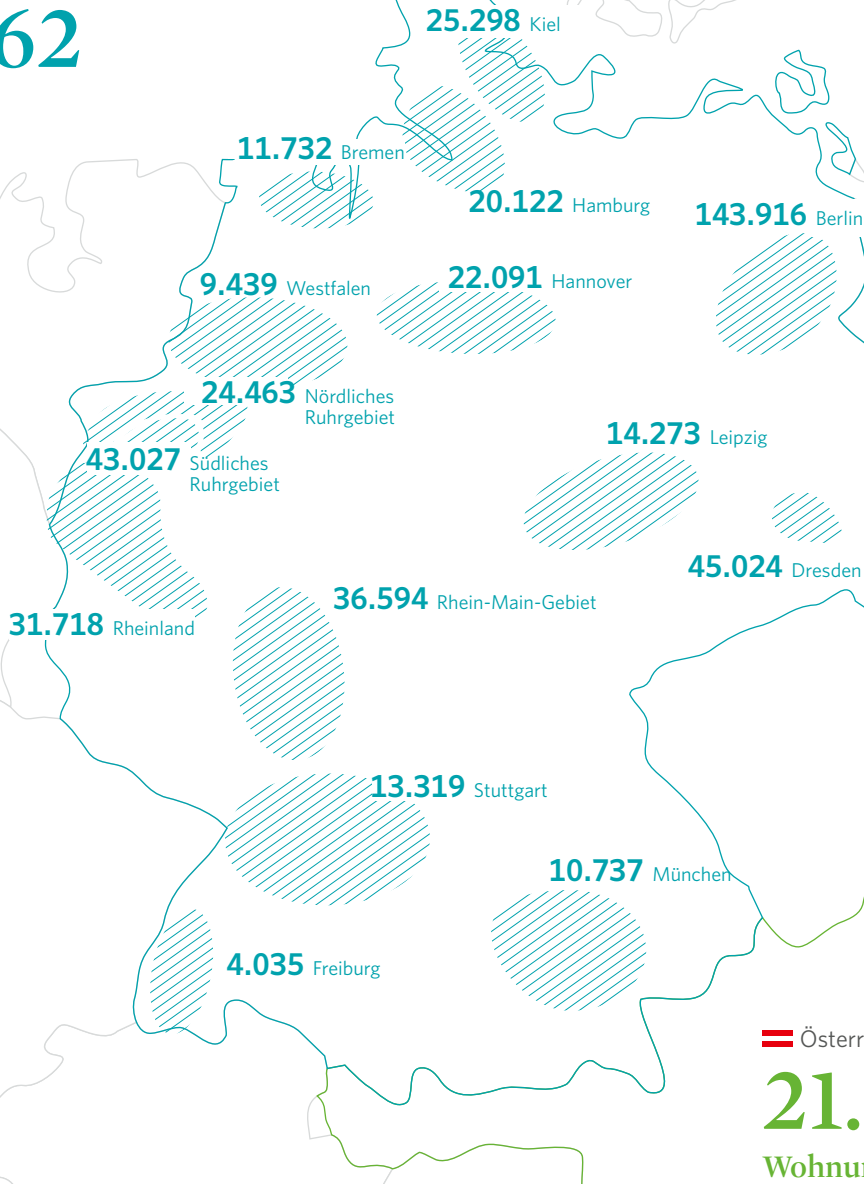 62
25.298 Kiel
11.732 Bremen
20.122 Hamburg
143.916 Berlin
9.439 Westfalen
22.091 Hannover
24.463 Nördliches
Ruhrgebiet
14.273 Leipzig
43.027 Südliches
Ruhrgebiet
45.024 Dresden
36.594 Rhein-Main-Gebiet
31.718 Rheinland
13.319 Stuttgart
10.737 München
4.035 Freiburg
Österr
21.
Wohnu